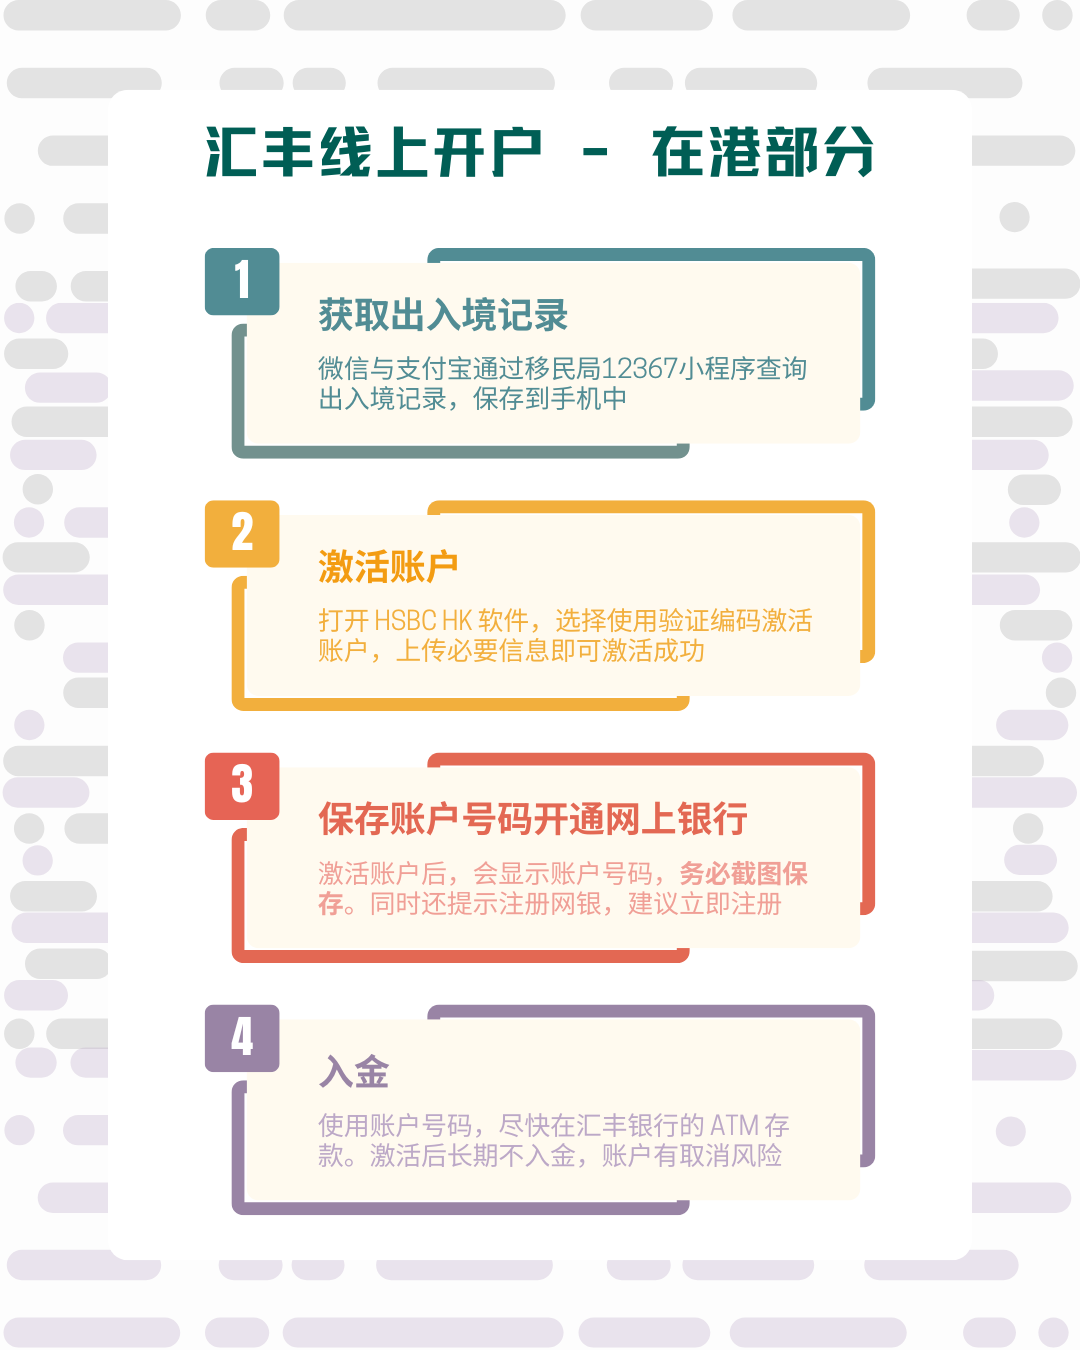 汇丰线上开户 - 在港部分
1
获取出入境记录
微信与支付宝通过移民局12367小程序查询
出入境记录，保存到手机中
2
激活账户
打开 HSBC HK 软件，选择使用验证编码激活
账户，上传必要信息即可激活成功
3
保存账户号码开通网上银行
激活账户后，会显示账户号码，务必截图保
存。同时还提示注册网银，建议立即注册
4
入金
使用账户号码，尽快在汇丰银行的 ATM 存
款。激活后长期不入金，账户有取消风险